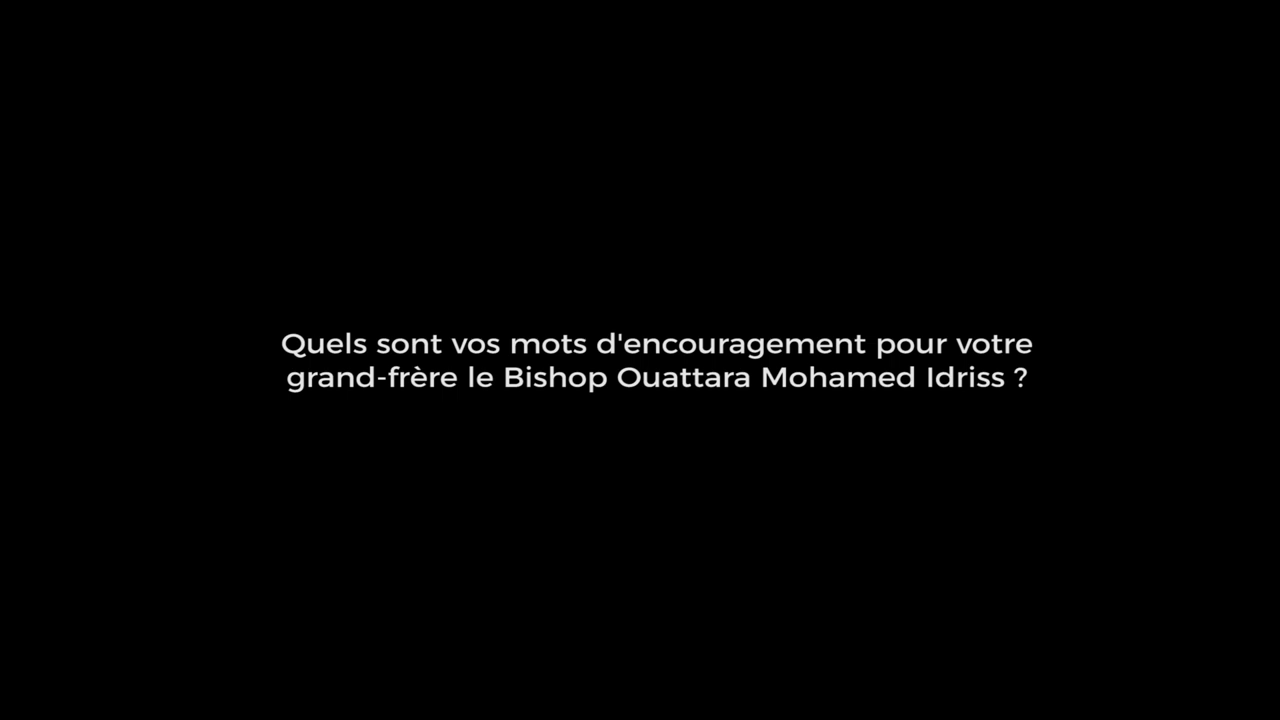 Quels sont vos mots d'encouragement pour votre
grand-frère le Bishop Ouattara Mohamed Idriss ?